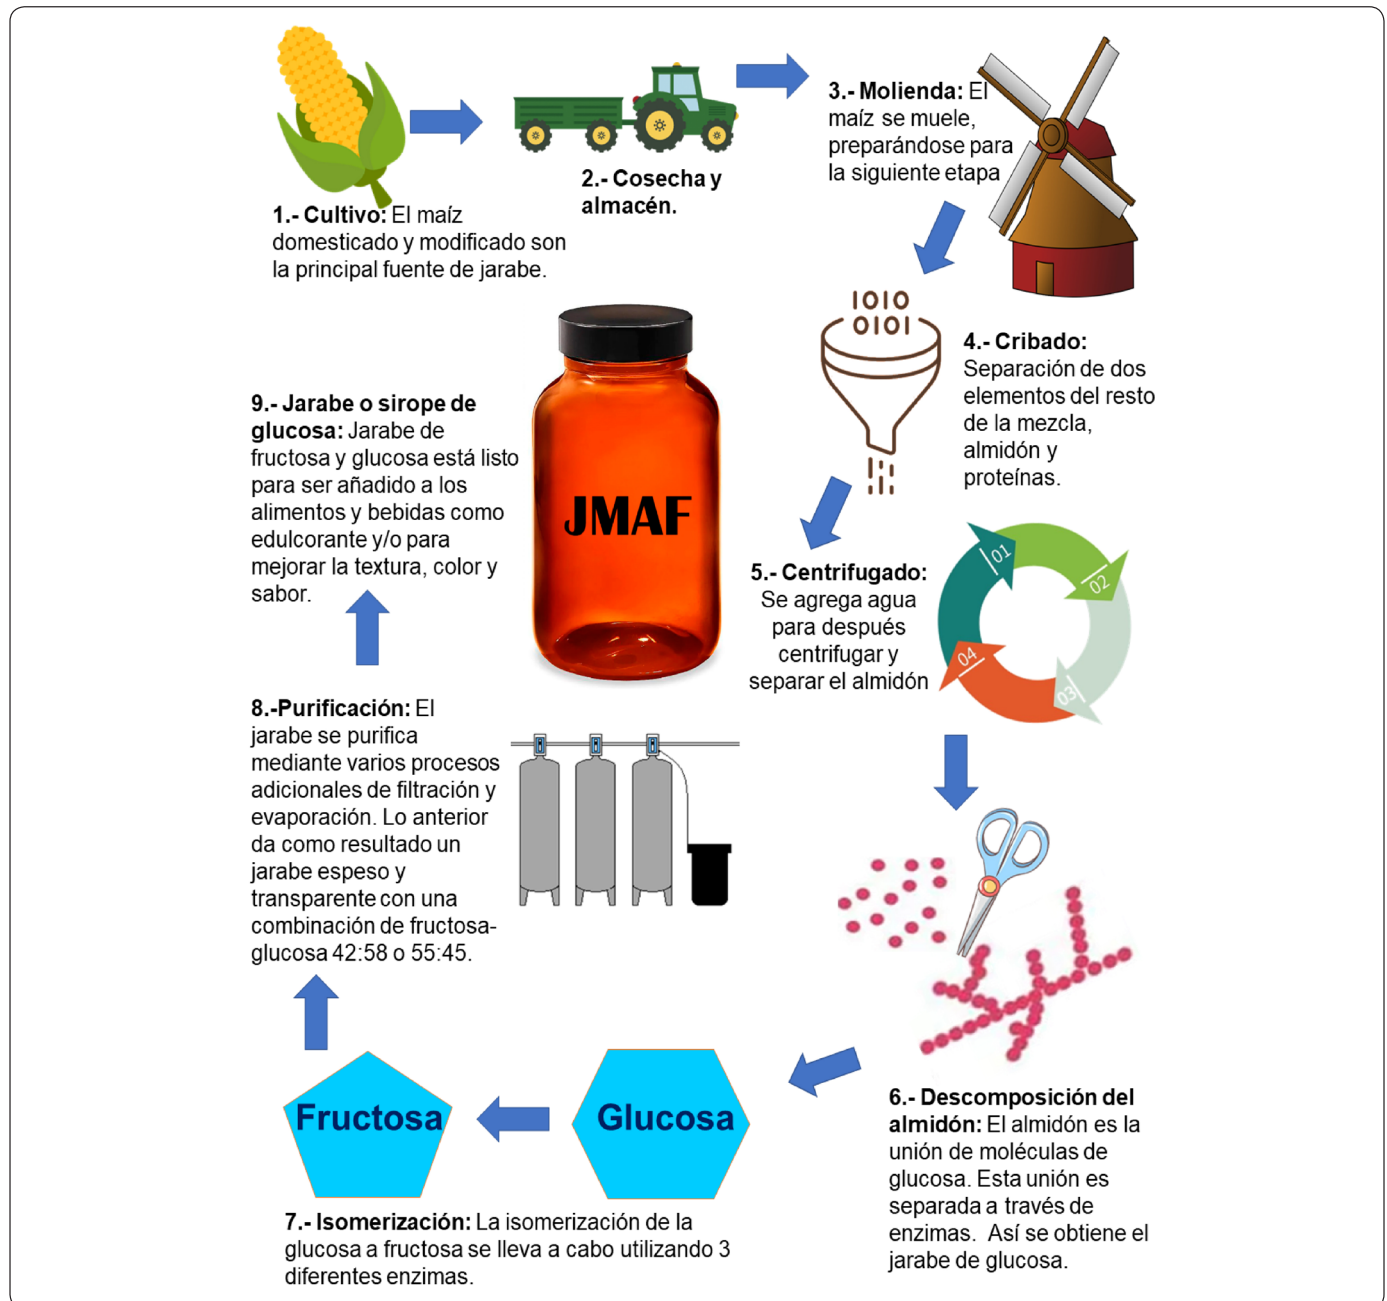 1.- Cultivo: El maíz
domesticado y modificado son
la principal fuente de jarabe.
2.- Cosecha y
almacén.
3.- Molienda: El
maíz se muele,
preparándose para
la siguiente etapa
1010
0101
4.- Cribado:
Separación de dos
elementos del resto
de la mezcla,
almidón y
proteínas.
5.- Centrifugado:
Se agrega agua
para después
centrifugar y
separar el almidón
01
02
03
04
6.- Descomposición del
almidón: El almidón es la
unión de moléculas de
glucosa. Esta unión es
separada a través de
enzimas. Así se obtiene el
jarabe de glucosa.
Glucosa
Fructosa
7.- Isomerización: La isomerización de la
glucosa a fructosa se lleva a cabo utilizando 3
diferentes enzimas.
8.-Purificación: El
jarabe se purifica
mediante varios procesos
adicionales de filtración y
evaporación. Lo anterior
da como resultado un
jarabe espeso y
transparente con una
combinación de fructosa-
glucosa 42:58 o 55:45.
9.- Jarabe o sirope de
glucosa: Jarabe de
fructosa y glucosa está listo
para ser añadido a los
alimentos y bebidas como
edulcorante y/o para
mejorar la textura, color y
sabor.
JMAF